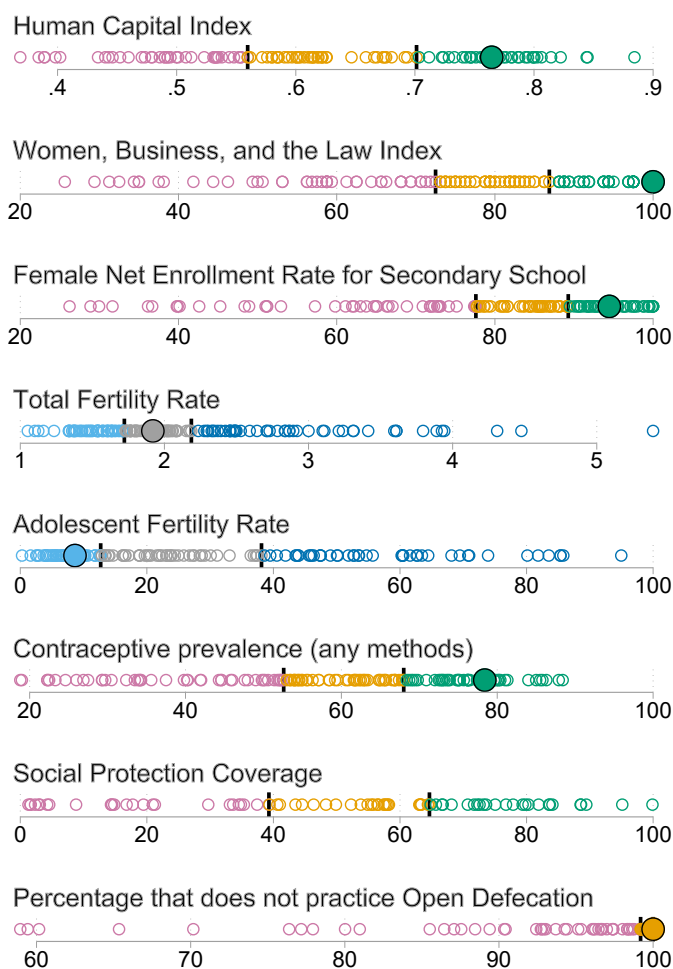 Human Capital Index
.4 .5 .6 .7 .8 .9
Women, Business, and the Law Index
20 40 60 80 100
Female Net Enrollment Rate for Secondary School
20 40 60 80 100
Total Fertility Rate
1 2 3 4 5
Adolescent Fertility Rate
0 20 40 60 80 100
Contraceptive prevalence (any methods)
20 40 60 80 100
Social Protection Coverage
0 20 40 60 80 100
Percentage that does not practice Open Defecation
60 70 80 90 100